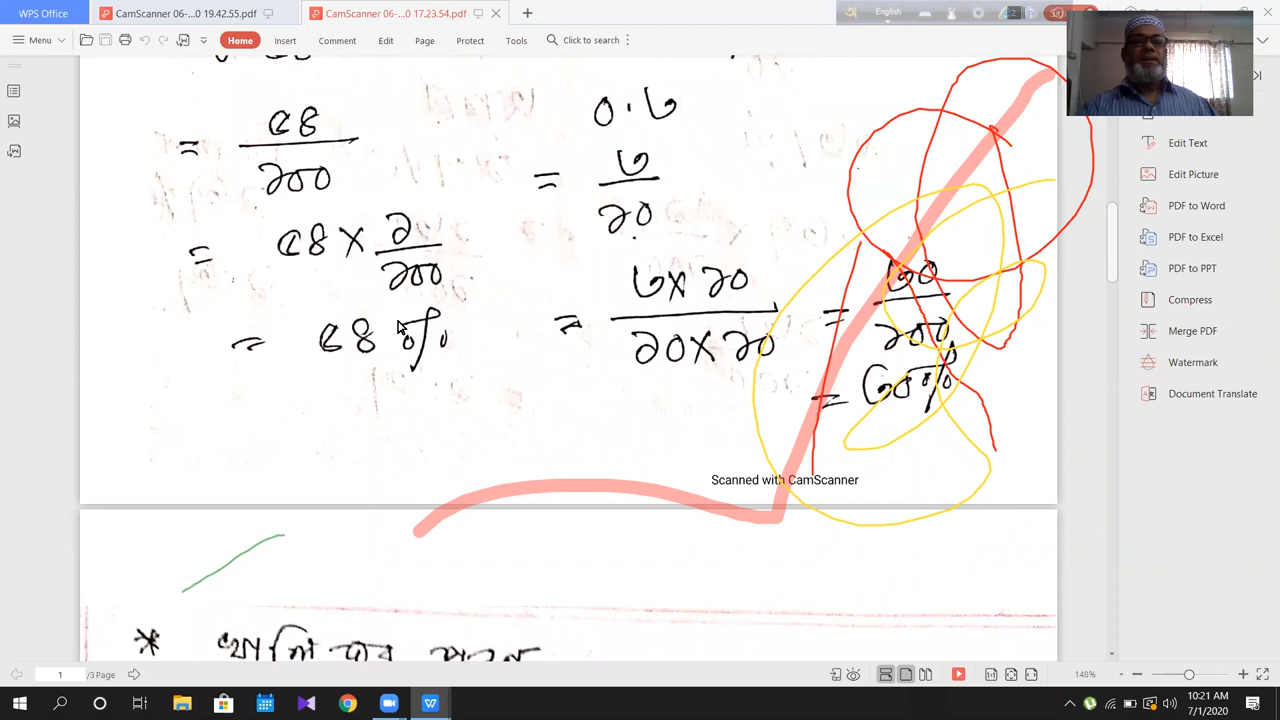 WPS Office
CamScanner 06-...0 19.42.55.pdf
CamScanner 06-...0 17.23.54.pdf
English
Menu
Home
Insert
Comment
Edit
Page
Protect
Tools
Click to search
= ৫৪
১০০
= ৫৪ × ১
১০০
= ৫৪%
০.৬
= ৬
১০
= ৬ × ১০
১০ × ১০
= ৬০
১০০
= ৬০%
Scanned with CamScanner
*
Edit Text
Edit Picture
PDF to Word
PDF to Excel
PDF to PPT
Compress
Merge PDF
Watermark
Document Translate
1
/3 Page
148%
10:21 AM
7/1/2020